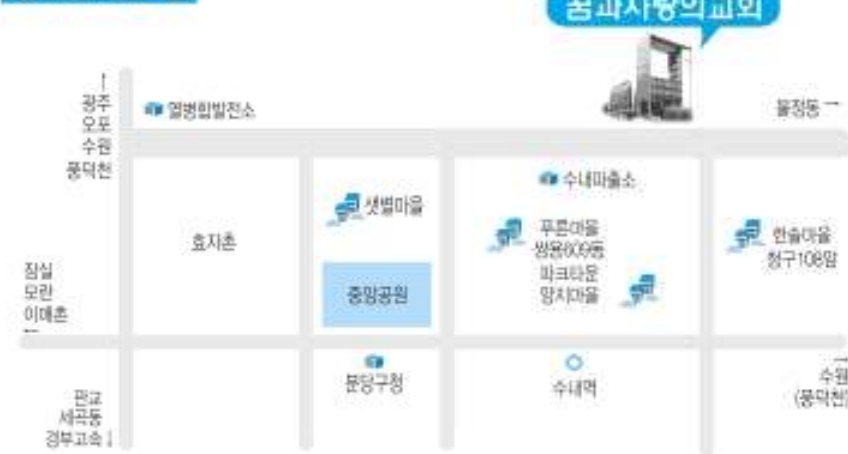 꿈과사랑의교회
↑
광주
오포
수원
풍덕천
열병합발전소
불정동 →
수내파출소
샛별마을
효자촌
푸른마을
쌍용609동
파크타운
양지마을
한솔마을
청구108앞
잠실
모란
이매촌
←
중앙공원
분당구청
수내역
↑
수원
(풍덕천)
판교
세곡동
경부고속↓